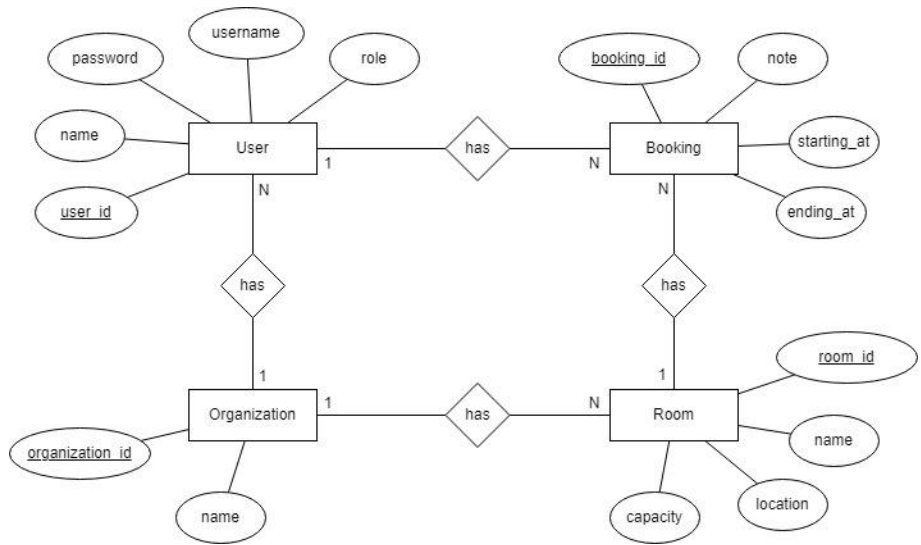 username
password
role
booking_id
note
name
User
1
has
N
Booking
starting_at
user_id
N
N
ending_at
has
has
1
1
room_id
Organization
1
has
N
Room
name
organization_id
name
capacity
location